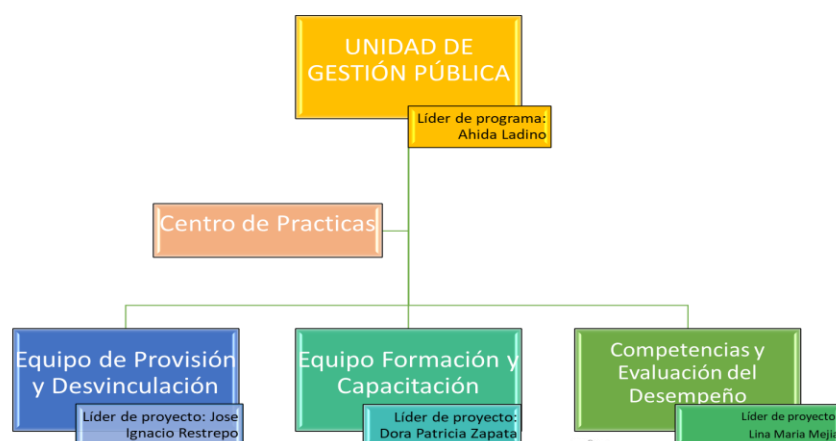 UNIDAD DE
GESTIÓN PÚBLICA
Líder de programa:
Ahida Ladino
Centro de Practicas
Equipo de Provisión
y Desvinculación
Líder de proyecto: Jose
Ignacio Restrepo
Equipo Formación y
Capacitación
Líder de proyecto:
Dora Patricia Zapata
Competencias y
Evaluación del
Desempeño
Líder de proyecto:
Lina Maria Mejia